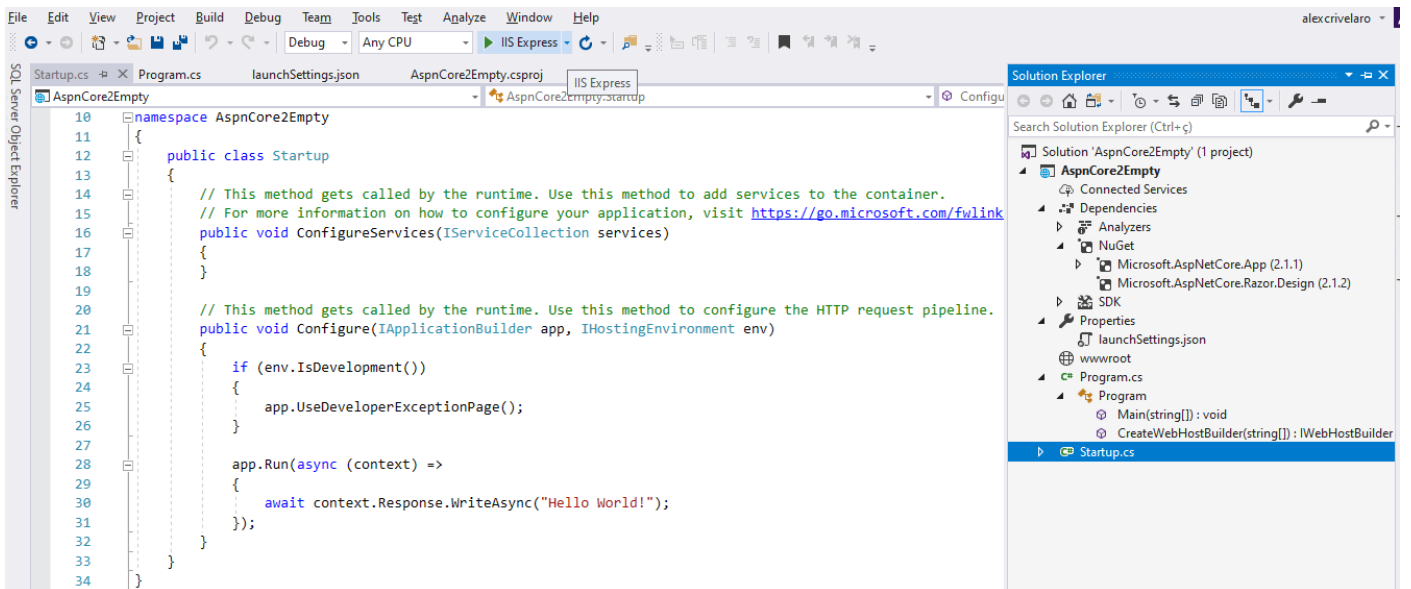 File Edit View Project Build Debug Team Tools Test Analyze Window Help alexcrivelaro
Debug Any CPU IIS Express
SQL Server Object Explorer
Startup.cs Program.cs launchSettings.json AspnCore2Empty.csproj
IIS Express
AspnCore2Empty AspnCore2Empty.Startup Configu
10 namespace AspnCore2Empty
11 {
12 public class Startup
13 {
14 // This method gets called by the runtime. Use this method to add services to the container.
15 // For more information on how to configure your application, visit https://go.microsoft.com/fwlink
16 public void ConfigureServices(IServiceCollection services)
17 {
18 }
19
20 // This method gets called by the runtime. Use this method to configure the HTTP request pipeline.
21 public void Configure(IApplicationBuilder app, IHostingEnvironment env)
22 {
23 if (env.IsDevelopment())
24 {
25 app.UseDeveloperExceptionPage();
26 }
27
28 app.Run(async (context) =>
29 {
30 await context.Response.WriteAsync("Hello World!");
31 });
32 }
33 }
34 }
Solution Explorer
Search Solution Explorer (Ctrl+ç)
Solution 'AspnCore2Empty' (1 project)
AspnCore2Empty
Connected Services
Dependencies
Analyzers
NuGet
Microsoft.AspNetCore.App (2.1.1)
Microsoft.AspNetCore.Razor.Design (2.1.2)
SDK
Properties
launchSettings.json
wwwroot
C# Program.cs
Program
Main(string[]) : void
CreateWebHostBuilder(string[]) : IWebHostBuilder
C# Startup.cs